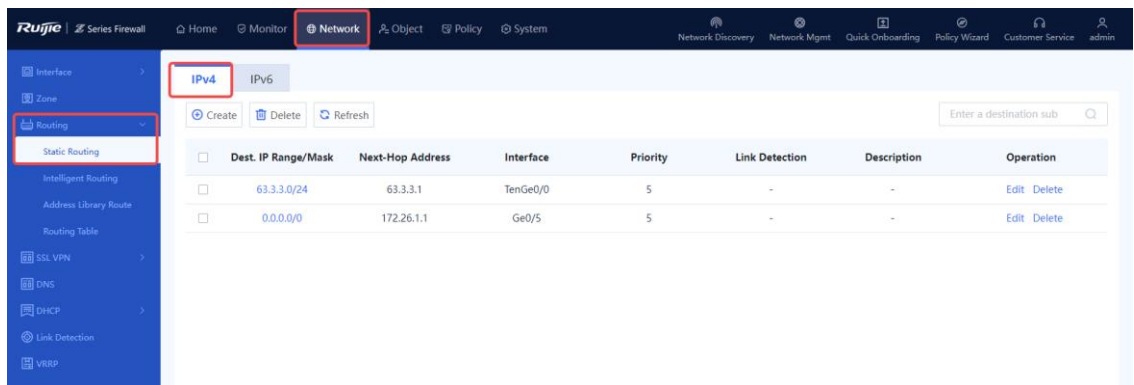 Ruijie | Z Series Firewall Home Monitor Network Object Policy System Network Discovery Network Mgmt Quick Onboarding Policy Wizard Customer Service admin
Interface
Zone
Routing
Static Routing
Intelligent Routing
Address Library Route
Routing Table
SSL VPN
DNS
DHCP
Link Detection
VRRP
IPv4 IPv6
Create Delete Refresh Enter a destination sub
Dest. IP Range/Mask Next-Hop Address Interface Priority Link Detection Description Operation
63.3.3.0/24 63.3.3.1 TenGe0/0 5 - - Edit Delete
0.0.0.0/0 172.26.1.1 Ge0/5 5 - - Edit Delete